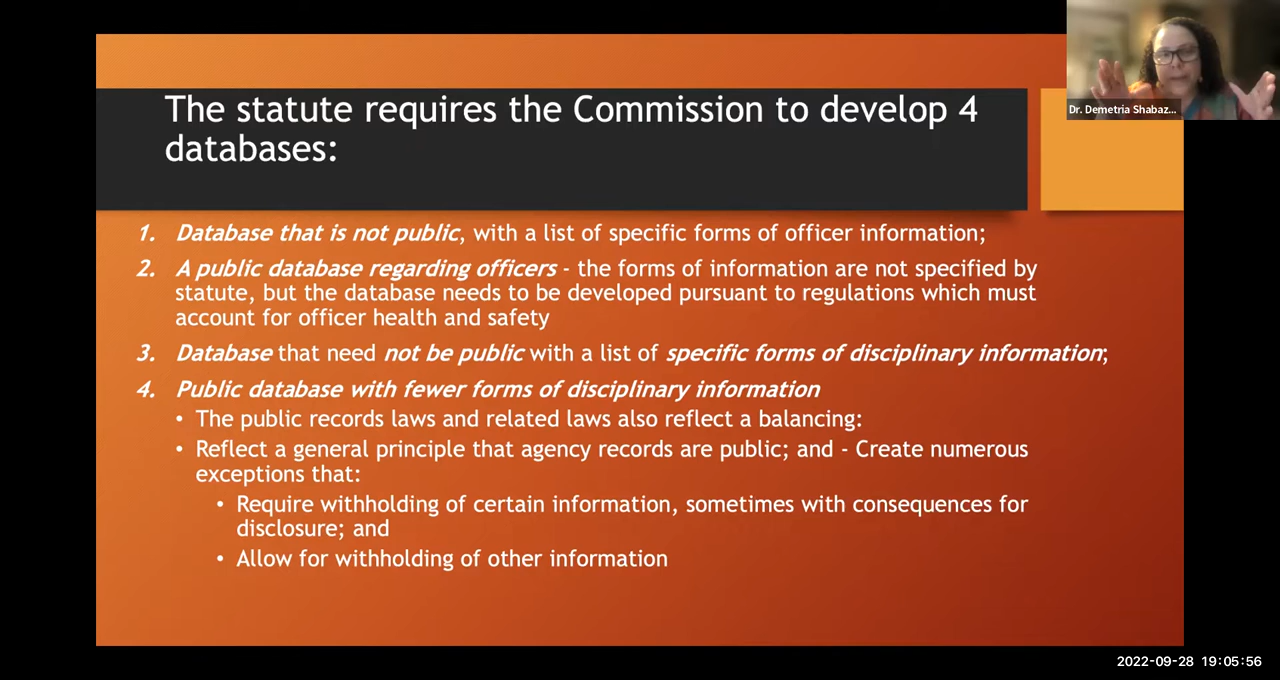 The statute requires the Commission to develop 4
databases:
Dr. Demetria Shabaz...
1. Database that is not public, with a list of specific forms of officer information;
2. A public database regarding officers - the forms of information are not specified by
statute, but the database needs to be developed pursuant to regulations which must
account for officer health and safety
3. Database that need not be public with a list of specific forms of disciplinary information;
4. Public database with fewer forms of disciplinary information
• The public records laws and related laws also reflect a balancing:
• Reflect a general principle that agency records are public; and - Create numerous
exceptions that:
• Require withholding of certain information, sometimes with consequences for
disclosure; and
• Allow for withholding of other information
2022-09-28 19:05:56